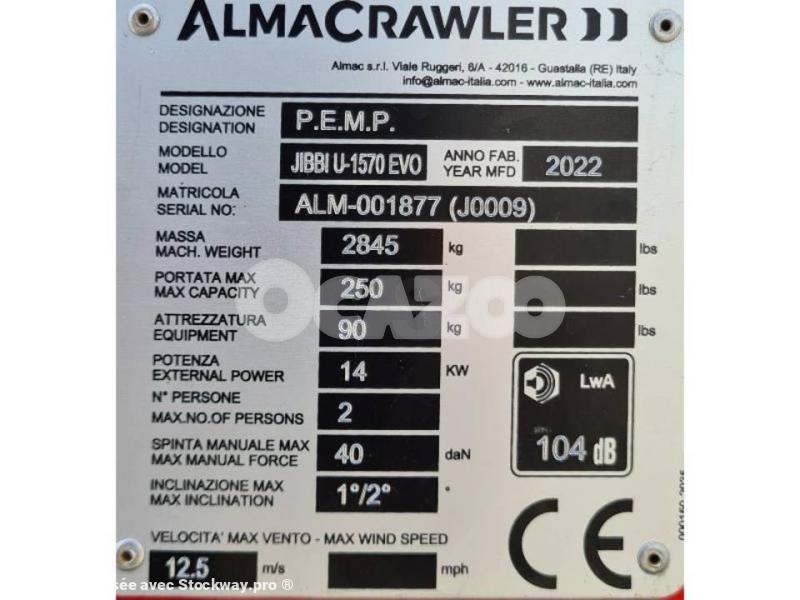 ALMACRAWLER
Almac s.r.l. Viale Ruggeri, 6/A - 42016 - Guastalla (RE) Italy
info@almac-italia.com - www.almac-italia.com
DESIGNAZIONE
DESIGNATION P.E.M.P.
MODELLO
MODEL JIBBI U-1570 EVO ANNO FAB.
YEAR MFD 2022
MATRICOLA
SERIAL NO: ALM-001877 (J0009)
MASSA
MACH. WEIGHT 2845 kg lbs
PORTATA MAX
MAX CAPACITY 250 kg lbs
ATTREZZATURA
EQUIPMENT 90 kg lbs
POTENZA
EXTERNAL POWER 14 KW
N° PERSONE
MAX.NO.OF PERSONS 2
LwA
104 dB
SPINTA MANUALE MAX
MAX MANUAL FORCE 40 daN
INCLINAZIONE MAX
MAX INCLINATION 1°/2° °
CE
VELOCITA' MAX VENTO - MAX WIND SPEED
12.5 m/s mph
OCAZOO
sée avec Stockway.pro ®